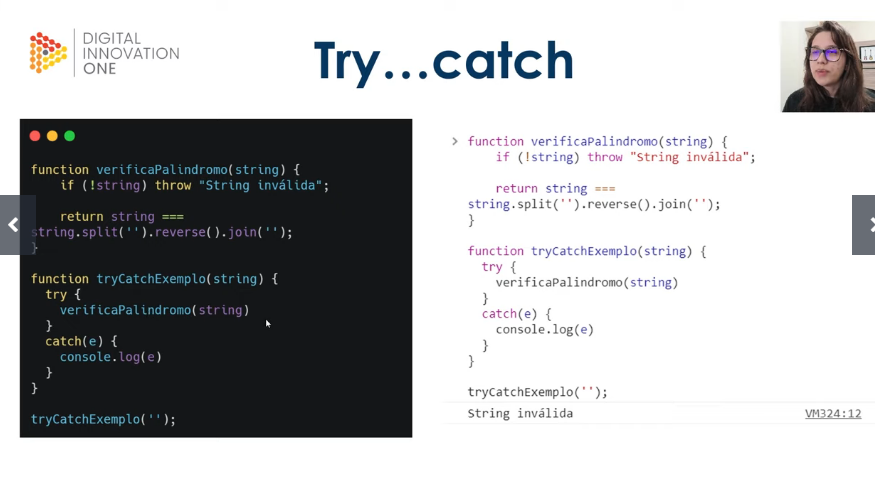 DIGITAL
INNOVATION
ONE
Try...catch
function verificaPalindromo(string) {
if (!string) throw "String inválida";
return string ===
string.split('').reverse().join('');
}
function tryCatchExemplo(string) {
try {
verificaPalindromo(string)
}
catch(e) {
console.log(e)
}
}
tryCatchExemplo('');
> function verificaPalindromo(string) {
if (!string) throw "String inválida";
return string ===
string.split('').reverse().join('');
}
function tryCatchExemplo(string) {
try {
verificaPalindromo(string)
}
catch(e) {
console.log(e)
}
}
tryCatchExemplo('');
String inválida VM324:12